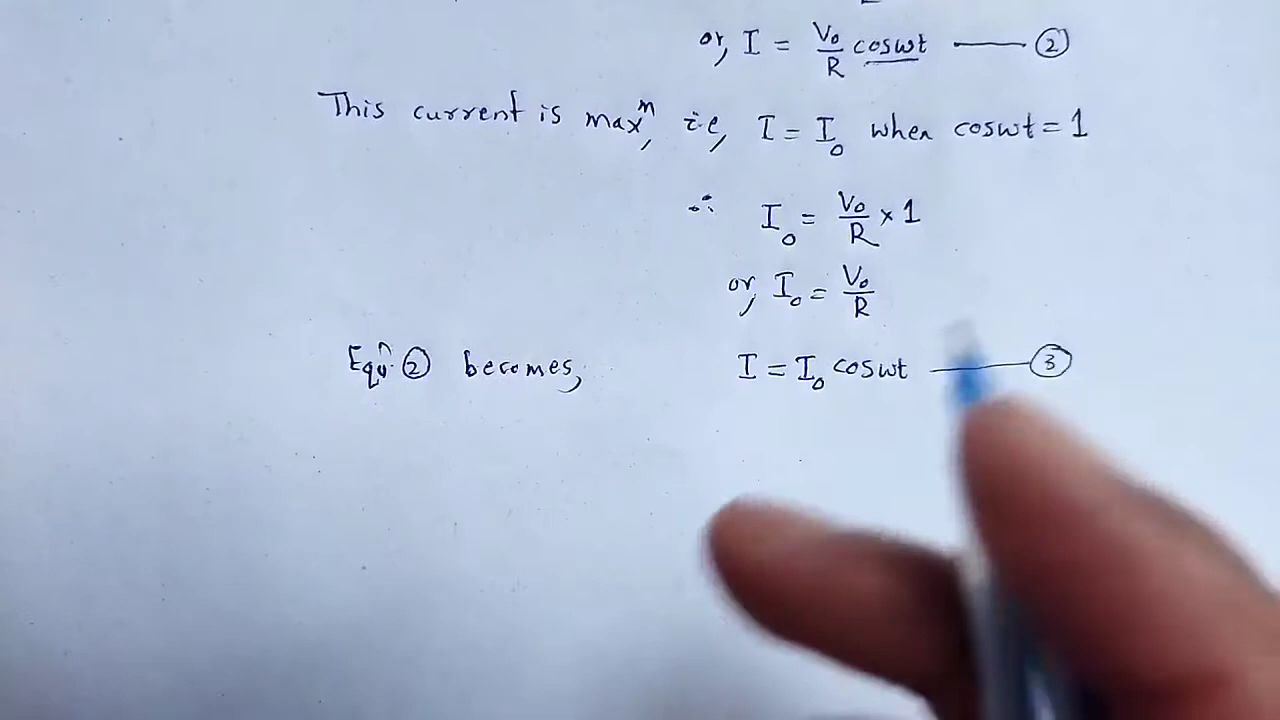 or, I = V₀/R coswt —— ②
This current is maxᵐ, ie, I = I₀ when coswt = 1
∴ I₀ = V₀/R × 1
or, I₀ = V₀/R
Equⁿ. ② becomes, I = I₀ coswt —— ③